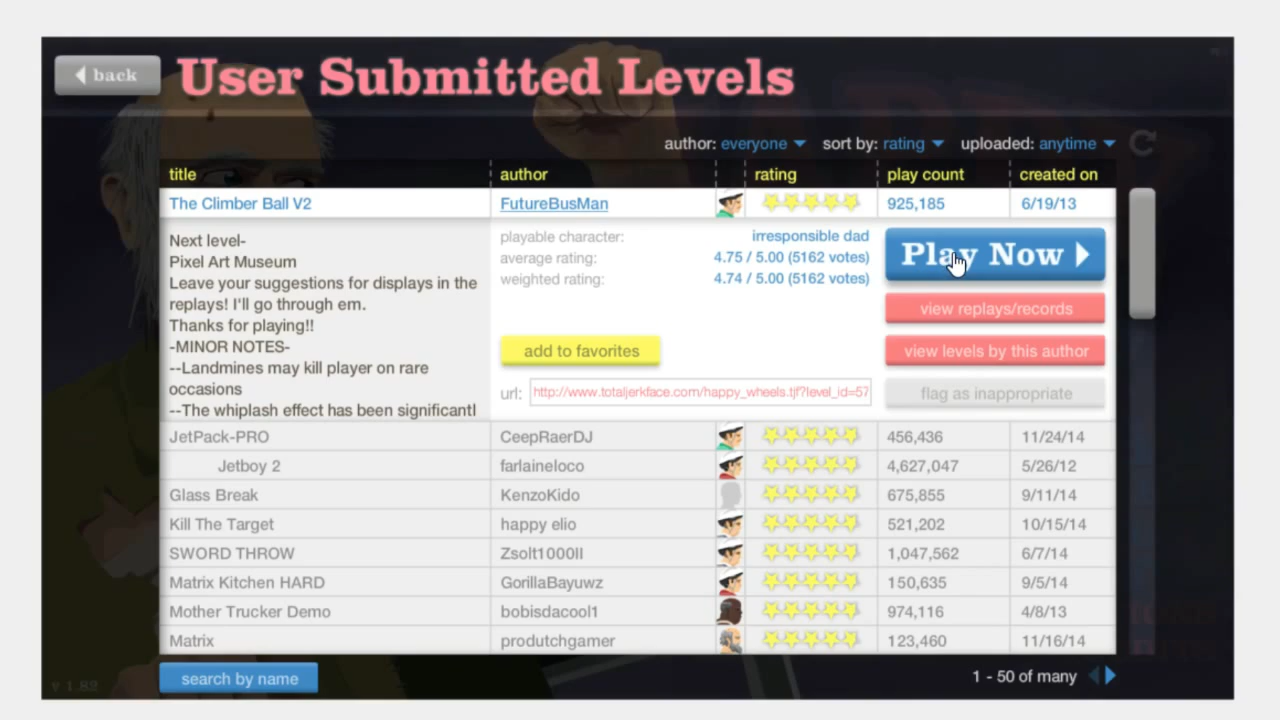 back
User Submitted Levels
author: everyone sort by: rating uploaded: anytime
title author rating play count created on
The Climber Ball V2 FutureBusMan 925,185 6/19/13
Next level-
Pixel Art Museum
Leave your suggestions for displays in the
replays! I'll go through em.
Thanks for playing!!
-MINOR NOTES-
--Landmines may kill player on rare
occasions
--The whiplash effect has been significantl
playable character: irresponsible dad
average rating: 4.75 / 5.00 (5162 votes)
weighted rating: 4.74 / 5.00 (5162 votes)
add to favorites
url: http://www.totaljerkface.com/happy_wheels.tjf?level_id=57
Play Now
view replays/records
view levels by this author
flag as inappropriate
JetPack-PRO CeepRaerDJ 456,436 11/24/14
Jetboy 2 farlaineloco 4,627,047 5/26/12
Glass Break KenzoKido 675,855 9/11/14
Kill The Target happy elio 521,202 10/15/14
SWORD THROW Zsolt1000II 1,047,562 6/7/14
Matrix Kitchen HARD GorillaBayuwz 150,635 9/5/14
Mother Trucker Demo bobisdacool1 974,116 4/8/13
Matrix produtchgamer 123,460 11/16/14
search by name
1 - 50 of many
v 1.82